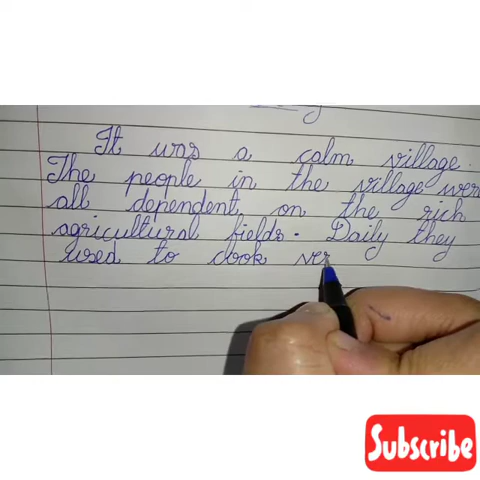 It was a calm village.
The people in the village were
all dependent on the rich
agricultural fields. Daily they
used to cook ver
Subscribe